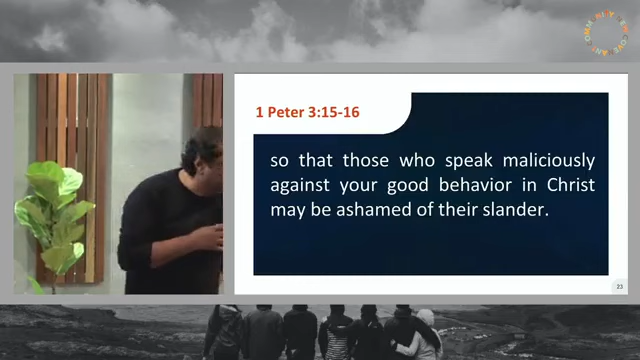 1 Peter 3:15-16
so that those who speak maliciously
against your good behavior in Christ
may be ashamed of their slander.
23